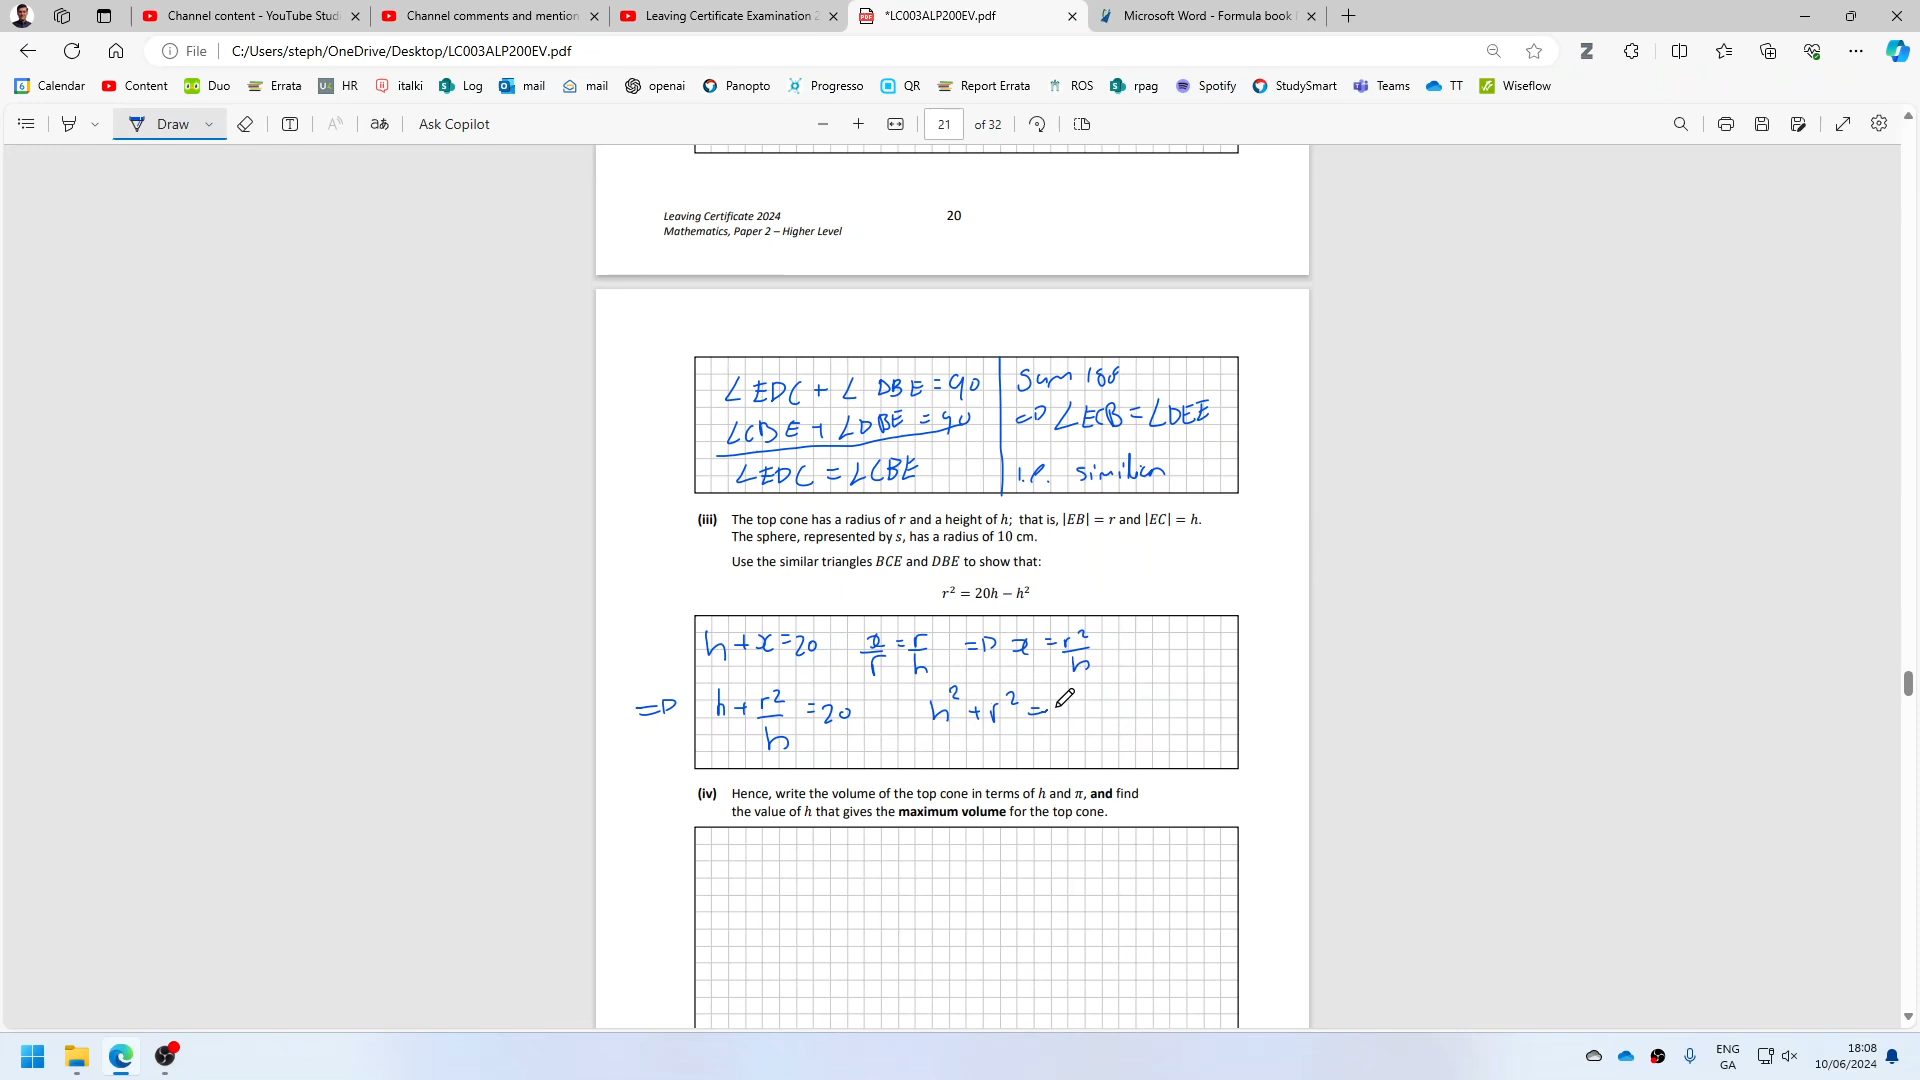 Channel content - YouTube Studi
Channel comments and mention
Leaving Certificate Examination 2
*LC003ALP200EV.pdf
Microsoft Word - Formula book
File
C:/Users/steph/OneDrive/Desktop/LC003ALP200EV.pdf
Calendar
Content
Duo
Errata
HR
italki
Log
mail
mail
openai
Panopto
Progresso
QR
Report Errata
ROS
rpag
Spotify
StudySmart
Teams
TT
Wiseflow
Draw
Ask Copilot
21 of 32
Leaving Certificate 2024
20
Mathematics, Paper 2 – Higher Level
∠EDC + ∠DBE = 90
∠CBE + ∠DBE = 90
∠EDC = ∠CBE
Sum 180
=> ∠ECB = ∠DEE
i.e. similar
(iii) The top cone has a radius of r and a height of h; that is, |EB| = r and |EC| = h.
The sphere, represented by s, has a radius of 10 cm.
Use the similar triangles BCE and DBE to show that:
r² = 20h − h²
h + x = 20 x/r = r/h => x = r²/h
=> h + r²/h = 20 h² + r² =
(iv) Hence, write the volume of the top cone in terms of h and π, and find
the value of h that gives the maximum volume for the top cone.
ENG
GA
18:08
10/06/2024